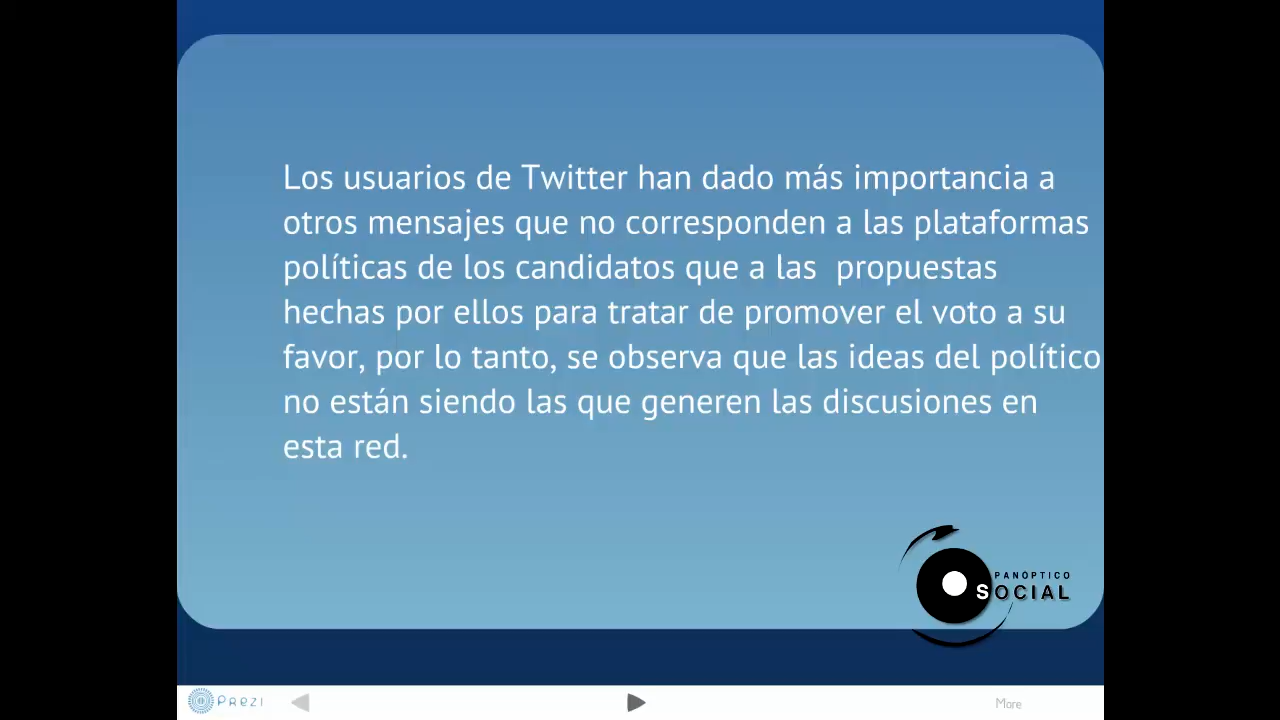 Los usuarios de Twitter han dado más importancia a
otros mensajes que no corresponden a las plataformas
políticas de los candidatos que a las  propuestas
hechas por ellos para tratar de promover el voto a su
favor, por lo tanto, se observa que las ideas del político
no están siendo las que generen las discusiones en
esta red.
PANÓPTICO
SOCIAL
PREZI
More